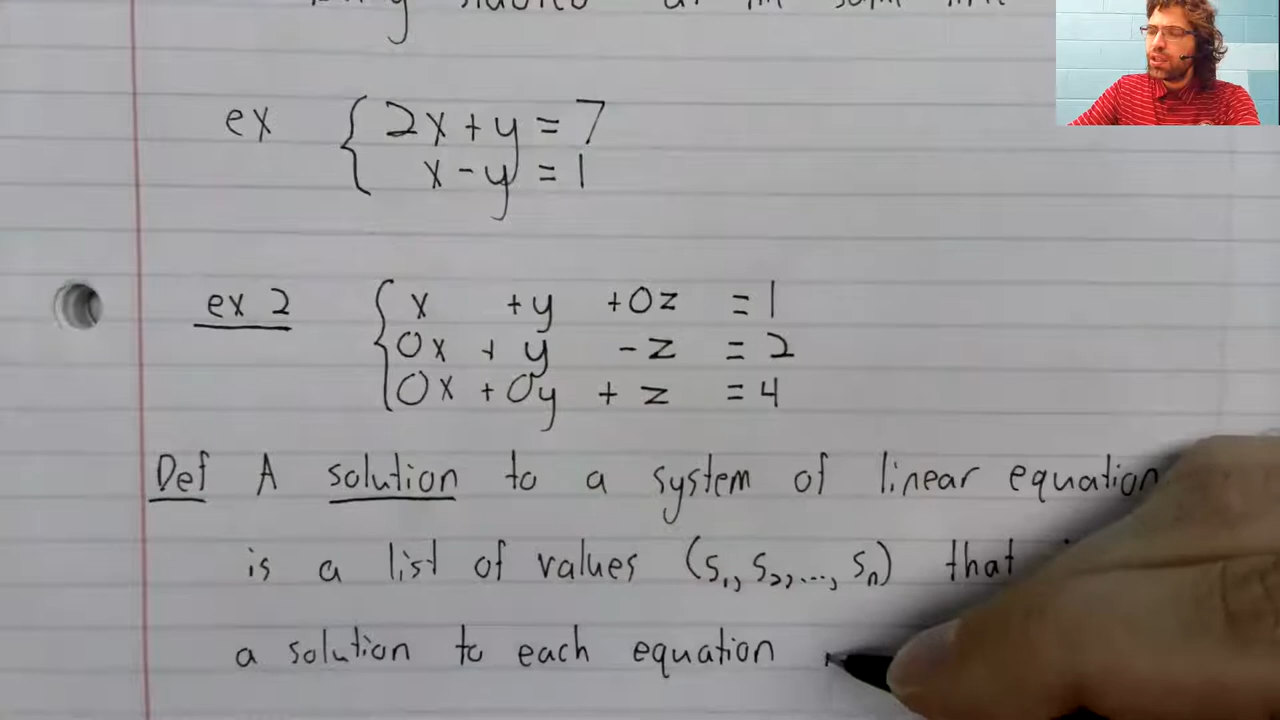 ex { 2x + y = 7
x - y = 1
ex 2 { x + y + 0z = 1
0x + y - z = 2
0x + 0y + z = 4
Def A solution to a system of linear equation
is a list of values (s₁, s₂, ..., sₙ) that
a solution to each equation